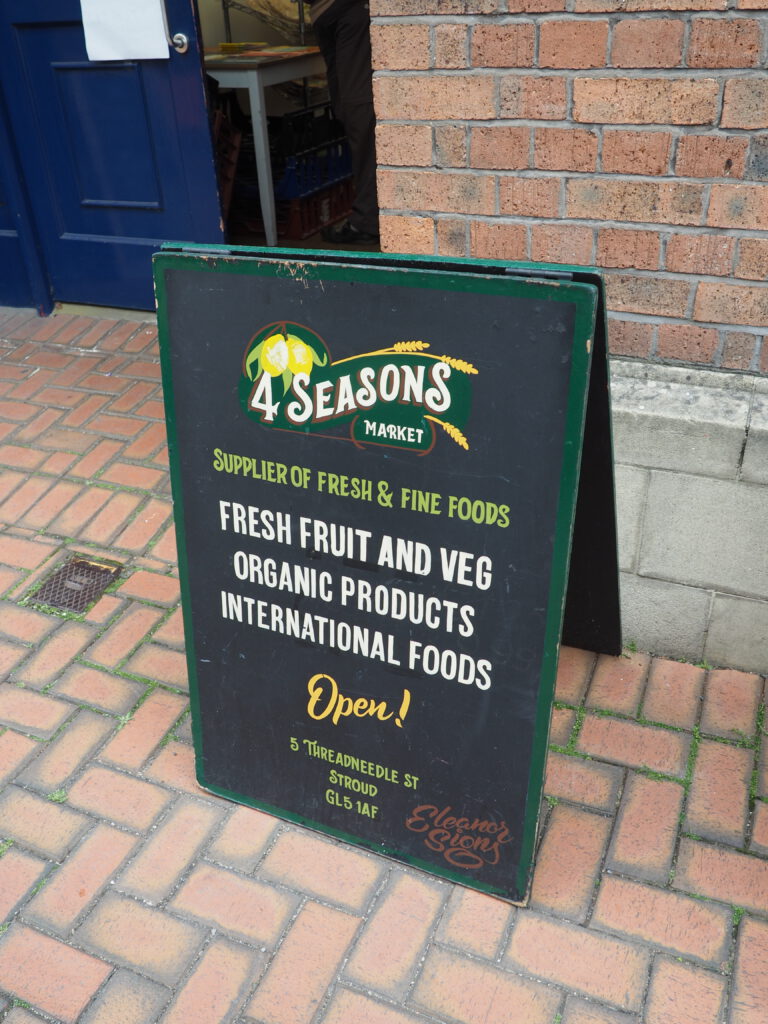 4 SEASONS
MARKET
SUPPLIER OF FRESH & FINE FOODS
FRESH FRUIT AND VEG
ORGANIC PRODUCTS
INTERNATIONAL FOODS
Open!
5 THREADNEEDLE ST
STROUD
GL5 1AF
Eleanor
Signs